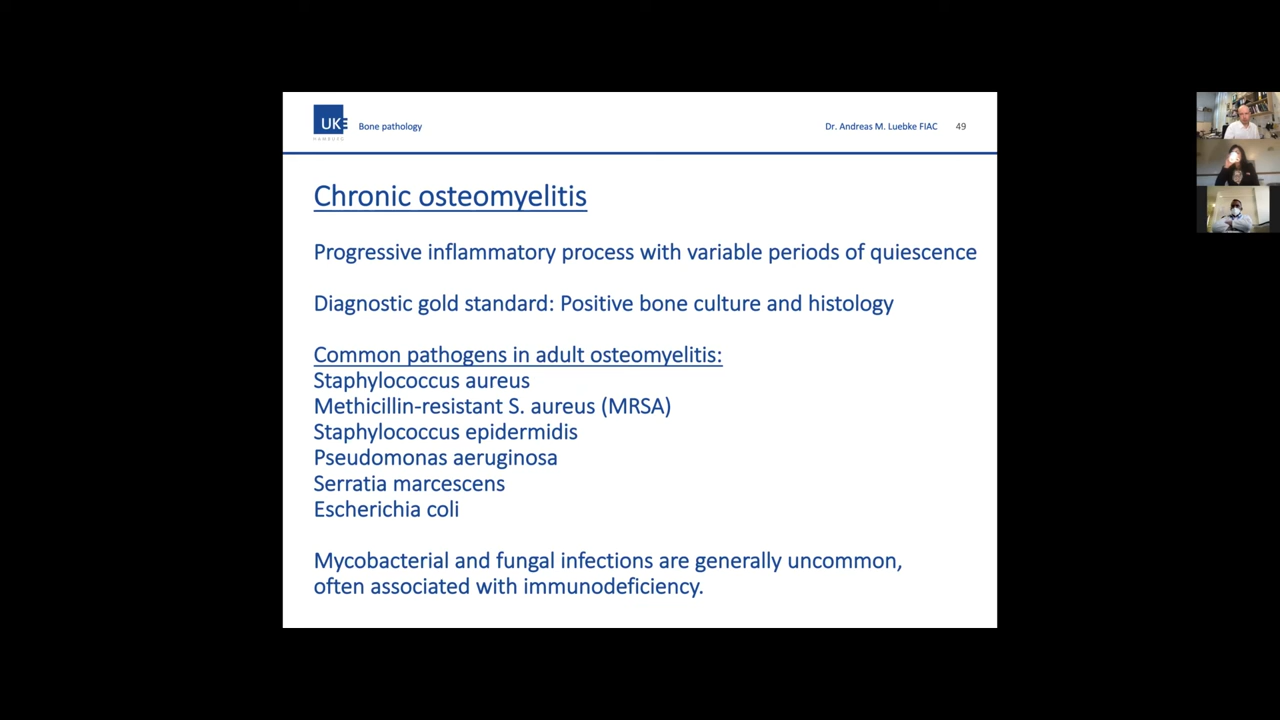 UKE
HAMBURG
Bone pathology
Dr. Andreas M. Luebke FIAC 49
Chronic osteomyelitis
Progressive inflammatory process with variable periods of quiescence
Diagnostic gold standard: Positive bone culture and histology
Common pathogens in adult osteomyelitis:
Staphylococcus aureus
Methicillin-resistant S. aureus (MRSA)
Staphylococcus epidermidis
Pseudomonas aeruginosa
Serratia marcescens
Escherichia coli
Mycobacterial and fungal infections are generally uncommon,
often associated with immunodeficiency.